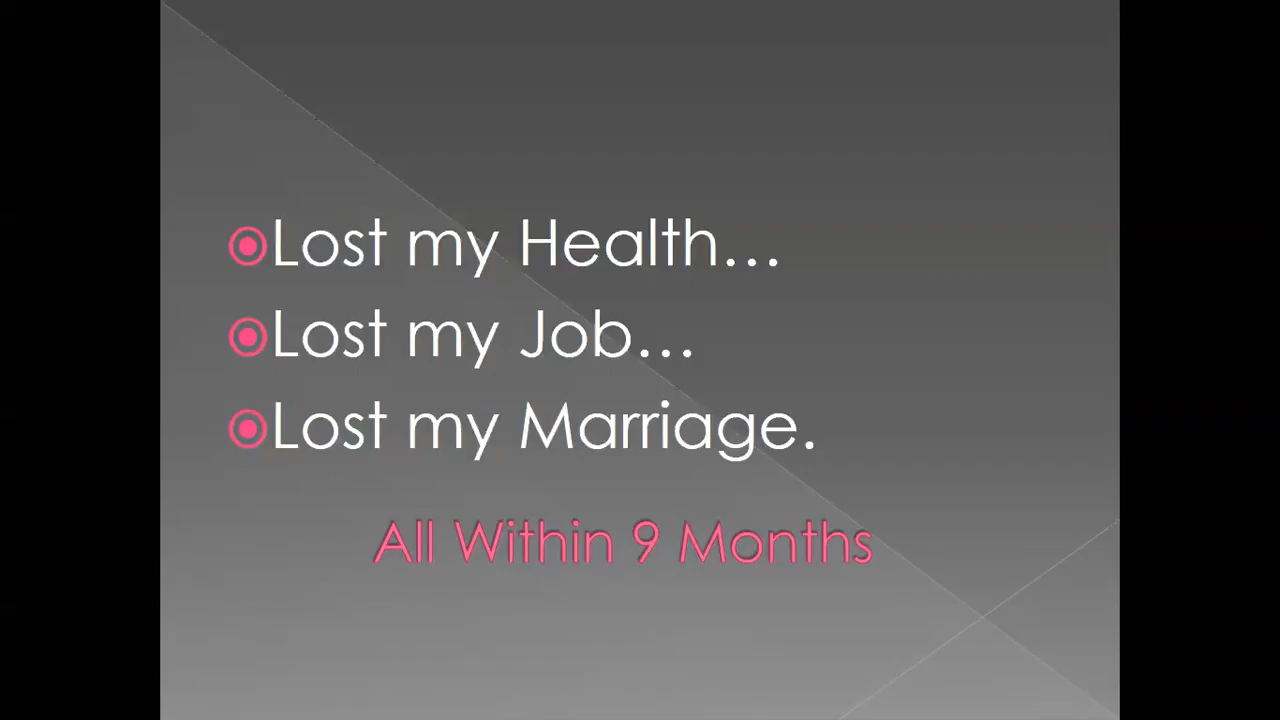 Lost my Health…
Lost my Job…
Lost my Marriage.
All Within 9 Months